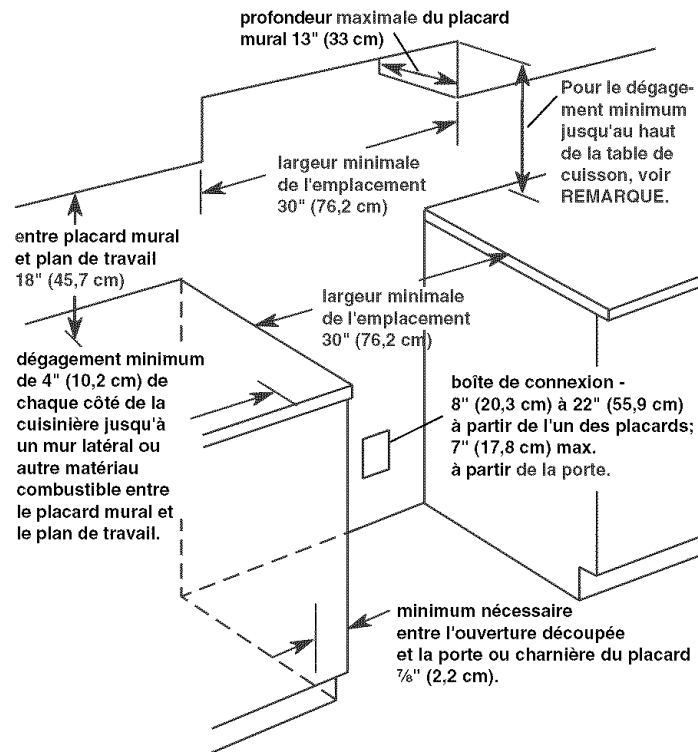 profondeur maximale du placard
mural 13" (33 cm)
Pour le dégage-
ment minimum
jusqu'au haut
de la table de
cuisson, voir
REMARQUE.
largeur minimale
de l'emplacement
30" (76,2 cm)
entre placard mural
et plan de travail
18" (45,7 cm)
largeur minimale
de l'emplacement
30" (76,2 cm)
dégagement minimum
de 4" (10,2 cm) de
chaque côté de la
cuisinière jusqu'à
un mur latéral ou
autre matériau
combustible entre
le placard mural et
le plan de travail.
boîte de connexion -
8" (20,3 cm) à 22" (55,9 cm)
à partir de l'un des placards;
7" (17,8 cm) max.
à partir de la porte.
minimum nécessaire
entre l'ouverture découpée
et la porte ou charnière du placard
⅞" (2,2 cm).